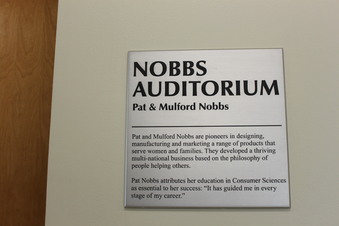 NOBBS
AUDITORIUM
Pat & Mulford Nobbs
Pat and Mulford Nobbs are pioneers in designing,
manufacturing and marketing a range of products that
serve women and families. They developed a thriving
multi-national business based on the philosophy of
people helping others.
Pat Nobbs attributes her education in Consumer Sciences
as essential to her success: "It has guided me in every
stage of my career."